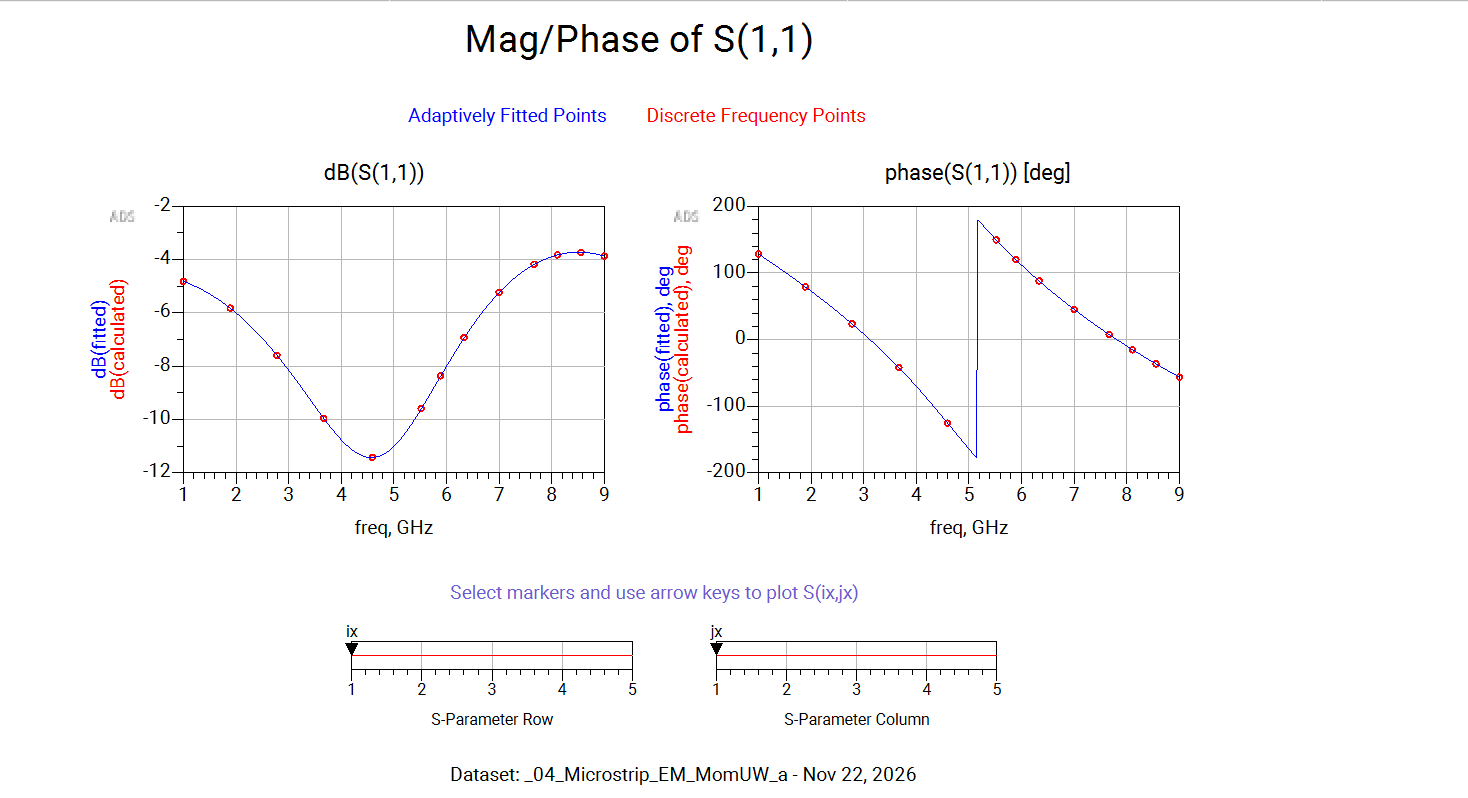 Mag/Phase of S(1,1)
Adaptively Fitted Points Discrete Frequency Points
dB(S(1,1))
ADS
dB(fitted)
dB(calculated)
-2
-4
-6
-8
-10
-12
1 2 3 4 5 6 7 8 9
freq, GHz
phase(S(1,1)) [deg]
ADS
phase(fitted), deg
phase(calculated), deg
200
100
0
-100
-200
1 2 3 4 5 6 7 8 9
freq, GHz
Select markers and use arrow keys to plot S(ix,jx)
ix
1 2 3 4 5
S-Parameter Row
jx
1 2 3 4 5
S-Parameter Column
Dataset: _04_Microstrip_EM_MomUW_a - Nov 22, 2026